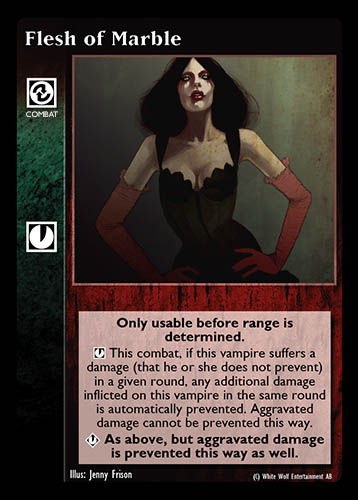 Flesh of Marble
COMBAT
Only usable before range is
determined.
This combat, if this vampire suffers a
damage (that he or she does not prevent)
in a given round, any additional damage
inflicted on this vampire in the same round
is automatically prevented. Aggravated
damage cannot be prevented this way.
As above, but aggravated damage
is prevented this way as well.
Illus: Jenny Frison
(C) White Wolf Entertainment AB